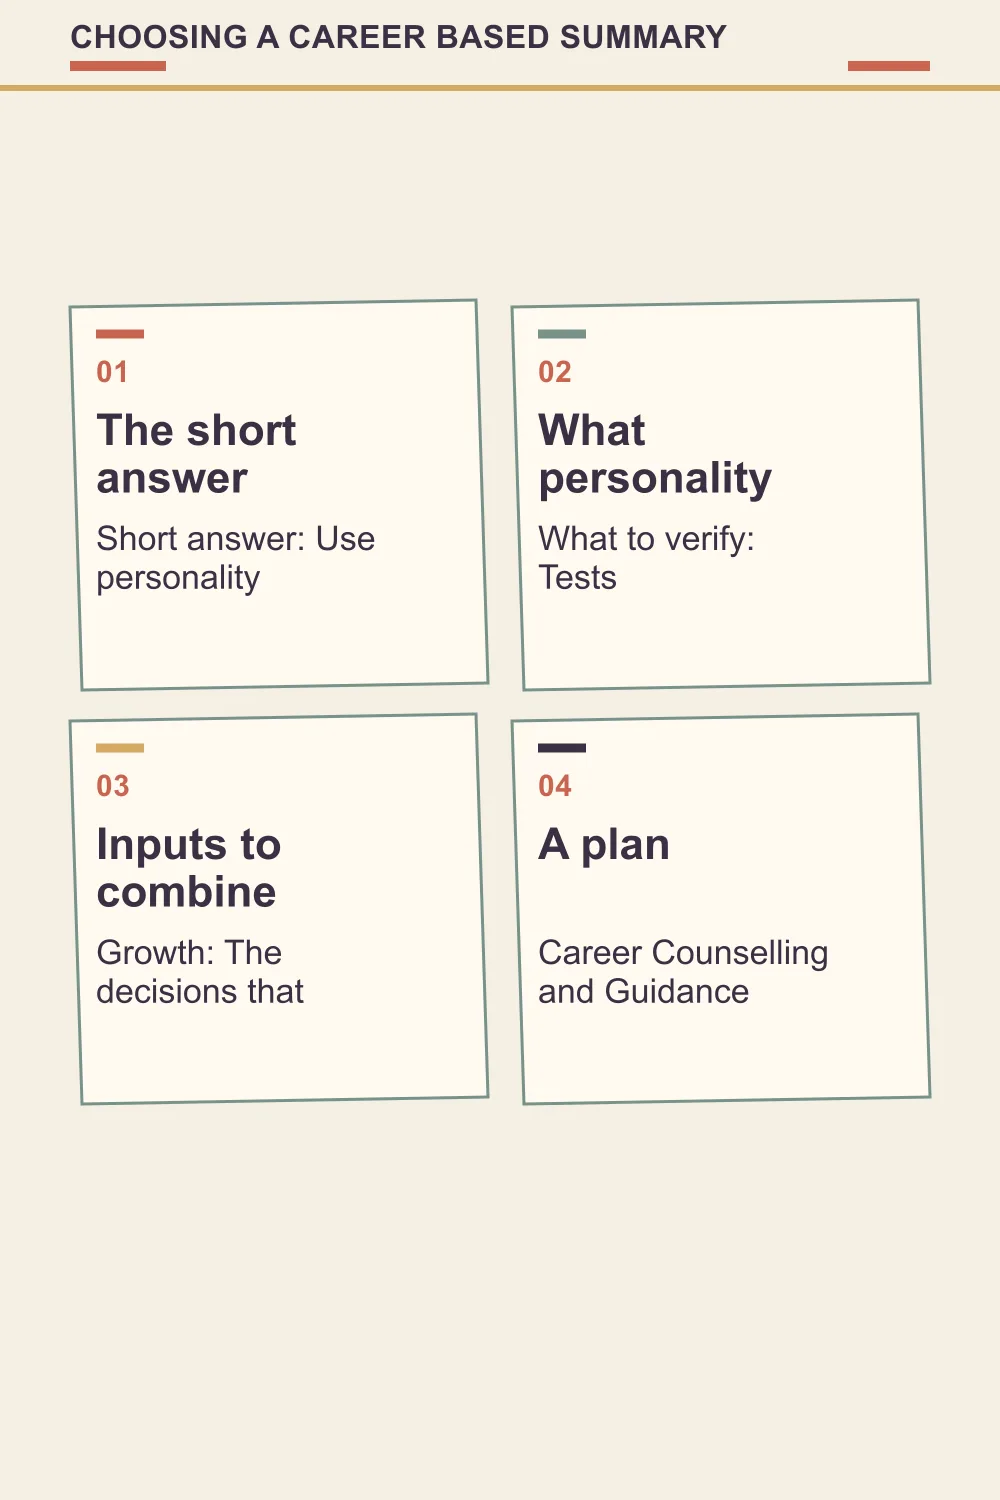 CHOOSING A CAREER BASED SUMMARY
01
The short
answer
Short answer: Use
personality
02
What
personality
What to verify:
Tests
03
Inputs to
combine
Growth: The
decisions that
04
A plan
Career Counselling
and Guidance